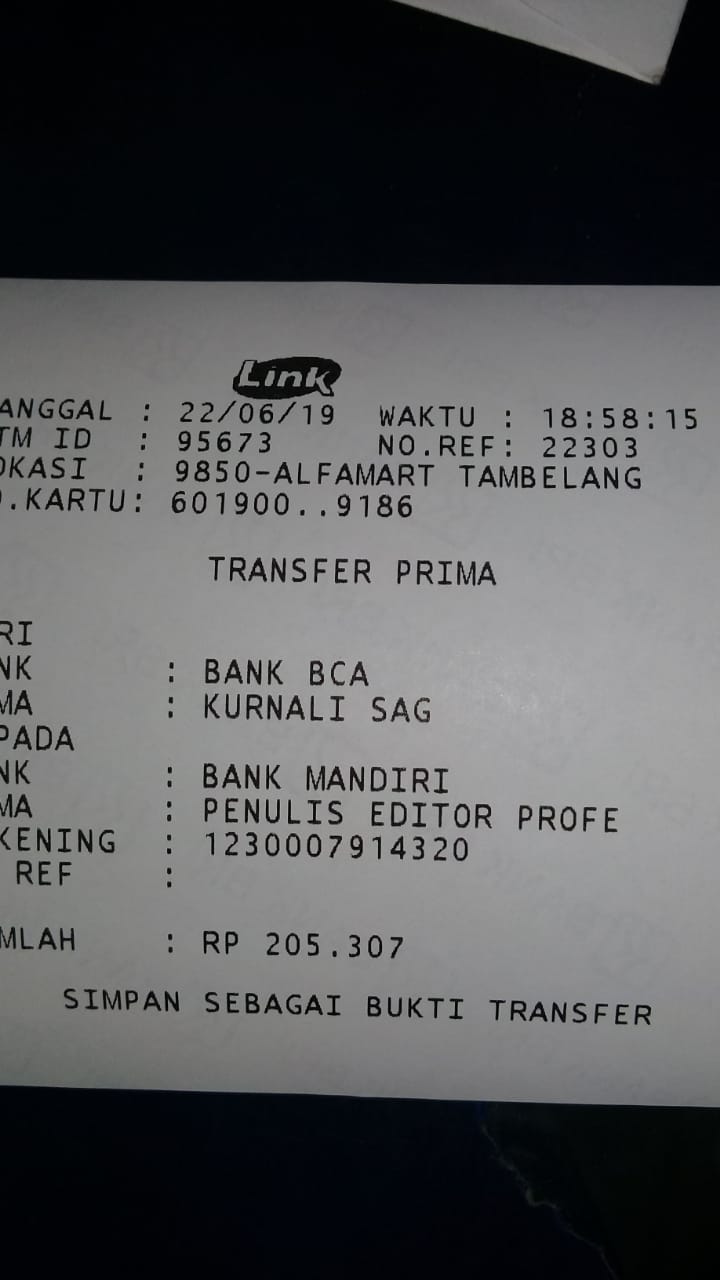 Link
ANGGAL : 22/06/19 WAKTU : 18:58:15
TM ID : 95673 NO.REF: 22303
OKASI : 9850-ALFAMART TAMBELANG
.KARTU: 601900..9186
TRANSFER PRIMA
RI
NK : BANK BCA
MA : KURNALI SAG
PADA
NK : BANK MANDIRI
MA : PENULIS EDITOR PROFE
KENING : 1230007914320
REF :
MLAH : RP 205.307
SIMPAN SEBAGAI BUKTI TRANSFER